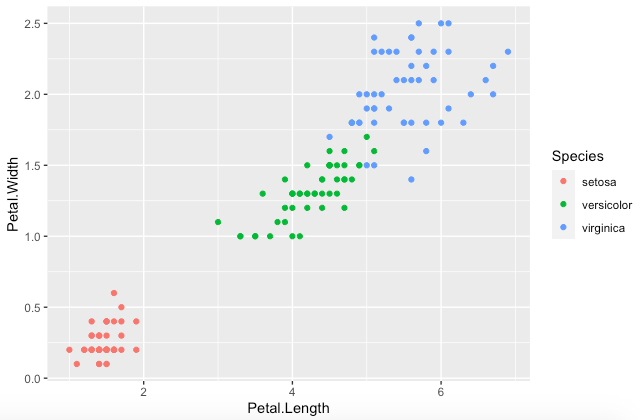 2.5
2.0
1.5
1.0
0.5
0.0
Petal.Width
2 4 6
Petal.Length
Species
setosa
versicolor
virginica